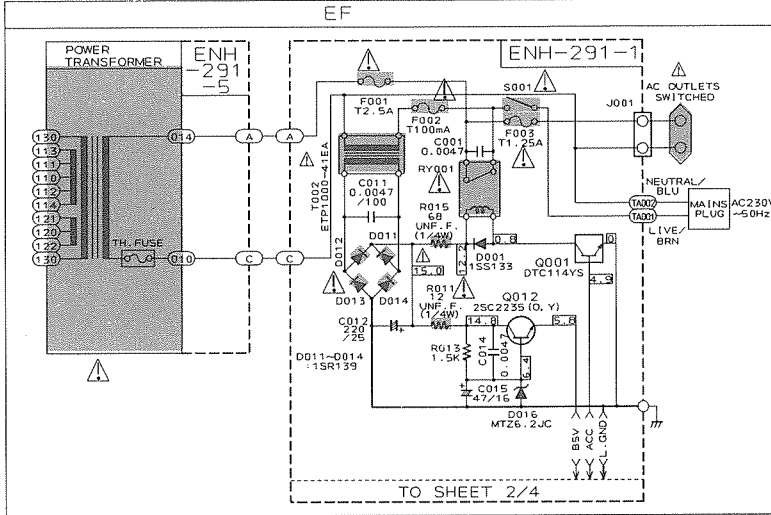 EF
POWER
TRANSFORMER
ENH
-291
-5
ENH-291-1
130
113
111
110
112
114
121
120
122
130
014
010
TH. FUSE
A
A
C
C
F001
T2.5A
F002
T100mA
S001
F003
T1.25A
C001
0.0047
RY001
T002
ETP1000-41EA
C011
0.0047
/100
J001
AC OUTLETS
SWITCHED
NEUTRAL/
BLU
TA002
TA001
LIVE/
BRN
MAINS
PLUG
AC230V
~50Hz
R015
68
UNF.F.
(1/4W)
D012
D011
D013
D014
15.0
12.2
D001
1SS133
0.8
Q001
DTC114YS
0
4.9
R011
12
UNF.F.
(1/4W)
C012
220
/25
14.8
Q012
2SC2235(O,Y)
5.8
R013
1.5K
C014
0.0047
6.4
D011~D014
:1SR139
C015
47/16
D016
MTZ6.2JC
BSV
ACC
L.GND
TO SHEET 2/4